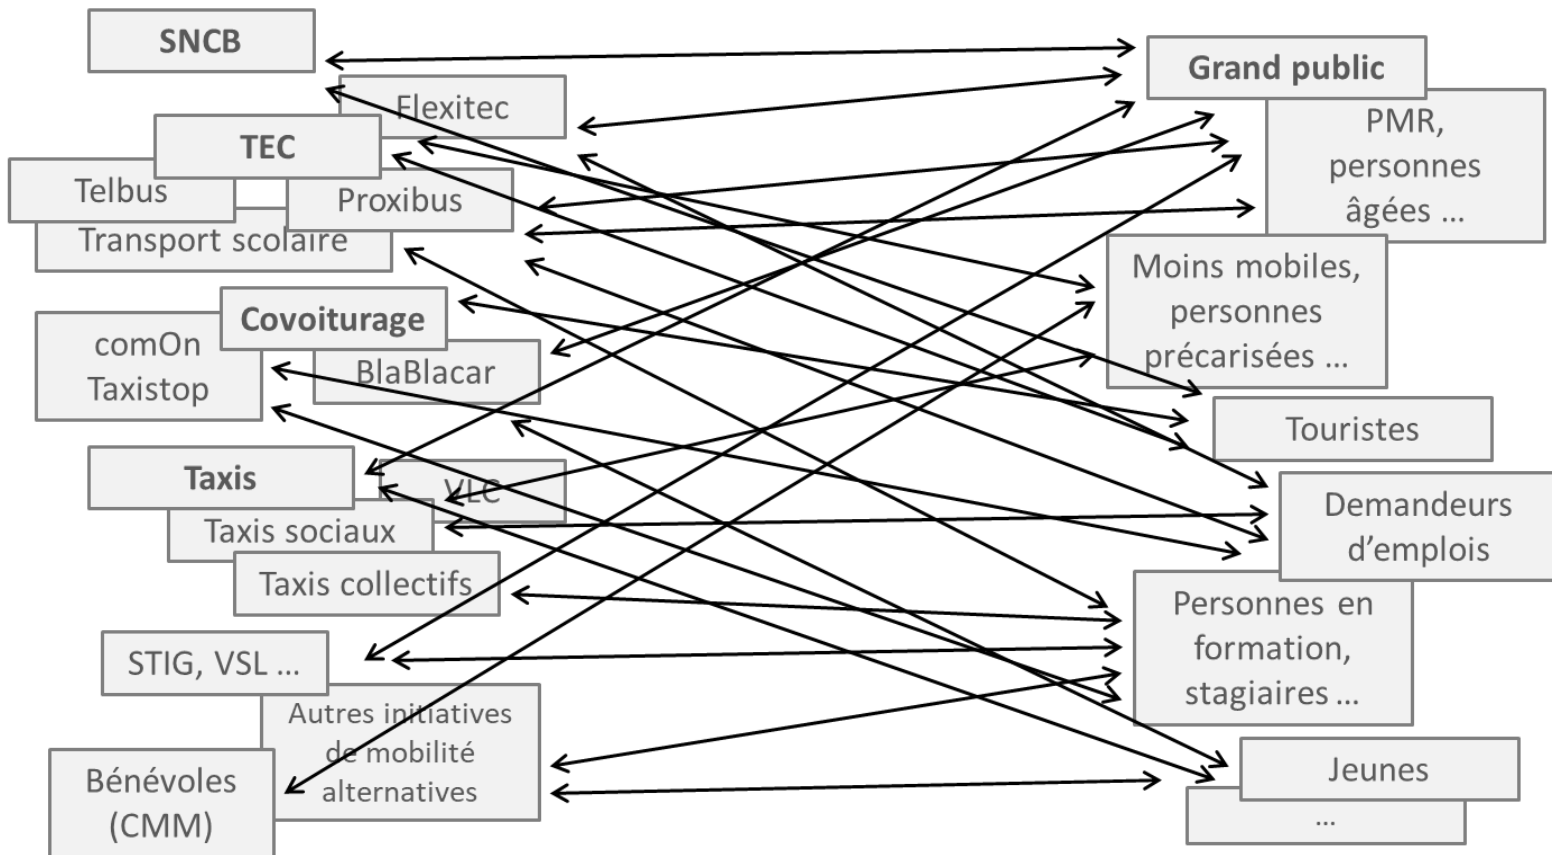 SNCB
Flexitec
TEC
Telbus
Proxibus
Transport scolaire
Covoiturage
comOn
Taxistop
BlaBlacar
Taxis
VLC
Taxis sociaux
Taxis collectifs
STIG, VSL ...
Autres initiatives
de mobilité
alternatives
Bénévoles
(CMM)
Grand public
PMR,
personnes
âgées ...
Moins mobiles,
personnes
précarisées ...
Touristes
Demandeurs
d’emplois
Personnes en
formation,
stagiaires ...
Jeunes
...